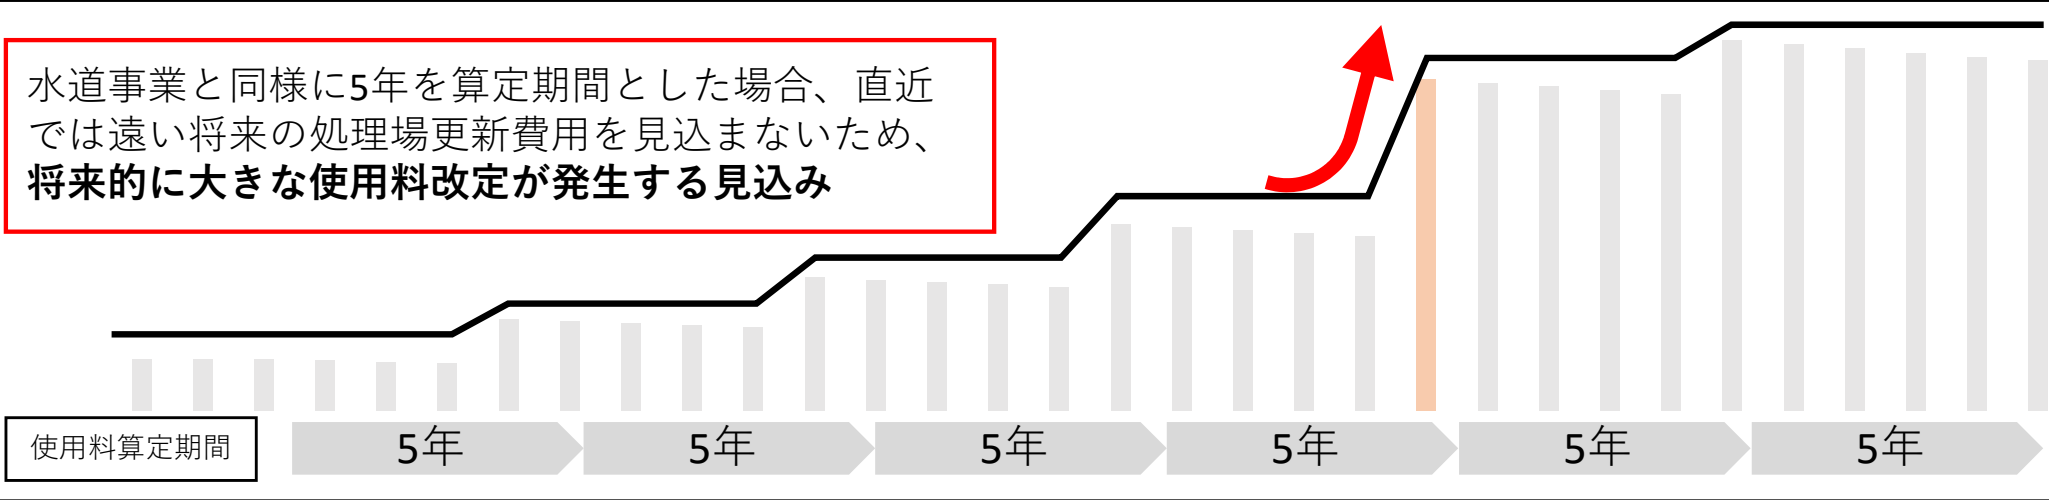 水道事業と同様に5年を算定期間とした場合、直近
では遠い将来の処理場更新費用を見込まないため、
将来的に大きな使用料改定が発生する見込み
使用料算定期間
5年
5年
5年
5年
5年
5年